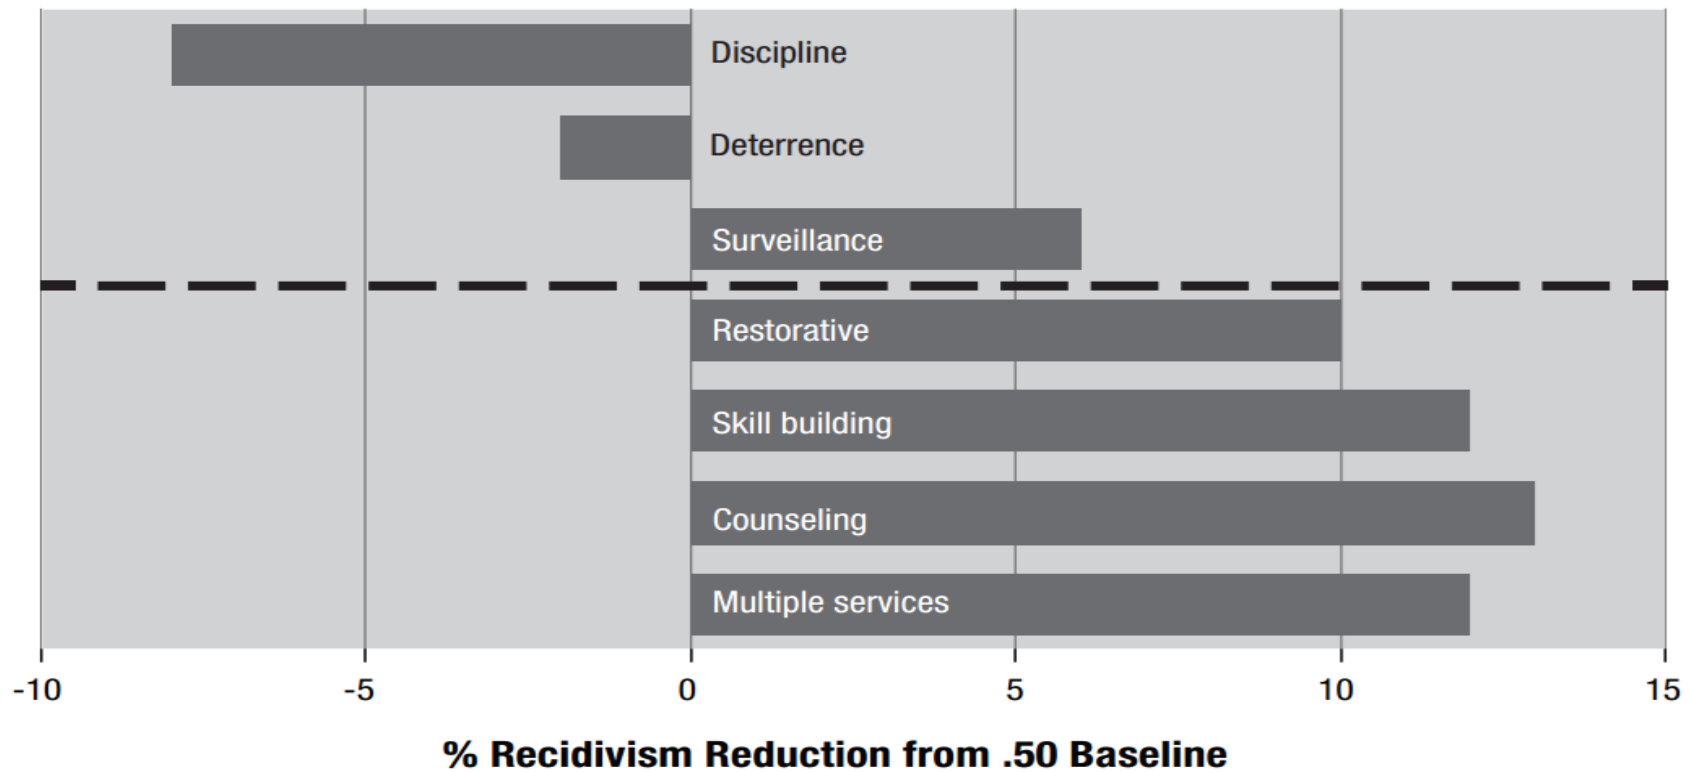 Discipline
Deterrence
Surveillance
Restorative
Skill building
Counseling
Multiple services
-10 -5 0 5 10 15
% Recidivism Reduction from .50 Baseline